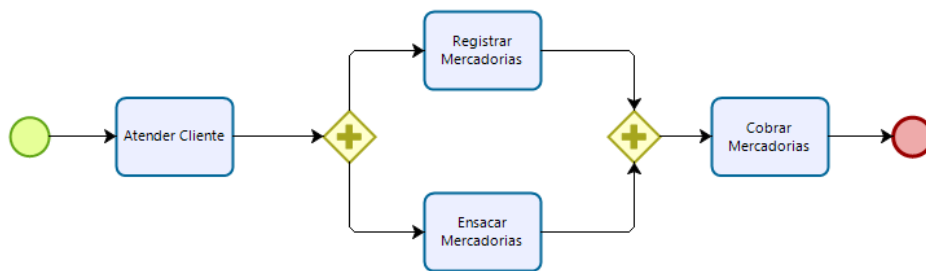 Atender Cliente
Registrar
Mercadorias
Ensacar
Mercadorias
Cobrar
Mercadorias